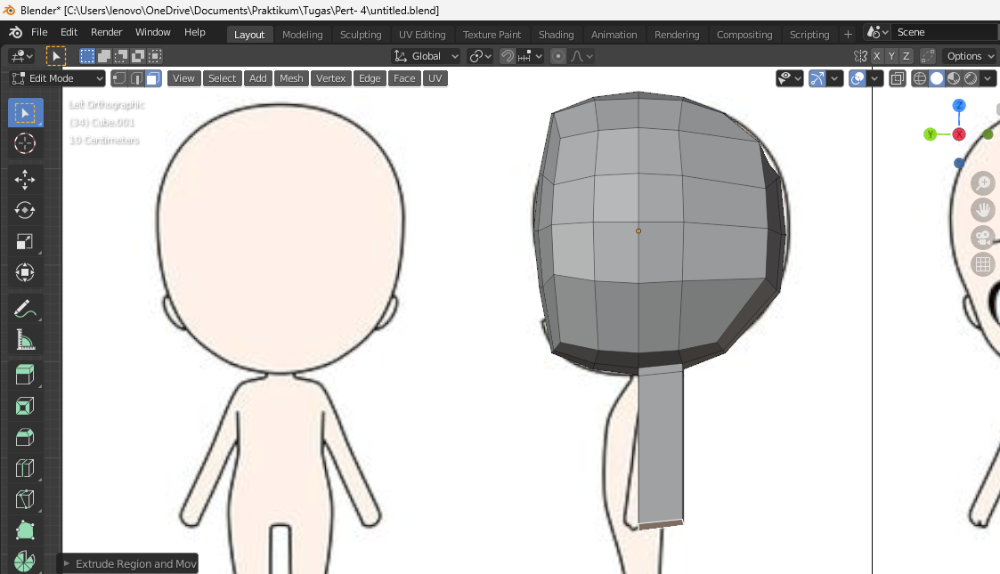 Blender* [C:\Users\lenovo\OneDrive\Documents\Praktikum\Tugas\Pert- 4\untitled.blend]
File Edit Render Window Help Layout Modeling Sculpting UV Editing Texture Paint Shading Animation Rendering Compositing Scripting + Scene
Global X Y Z Options
Edit Mode View Select Add Mesh Vertex Edge Face UV
Left Orthographic
(34) Cube.001
10 Centimeters
Z
Y X
Extrude Region and Mov